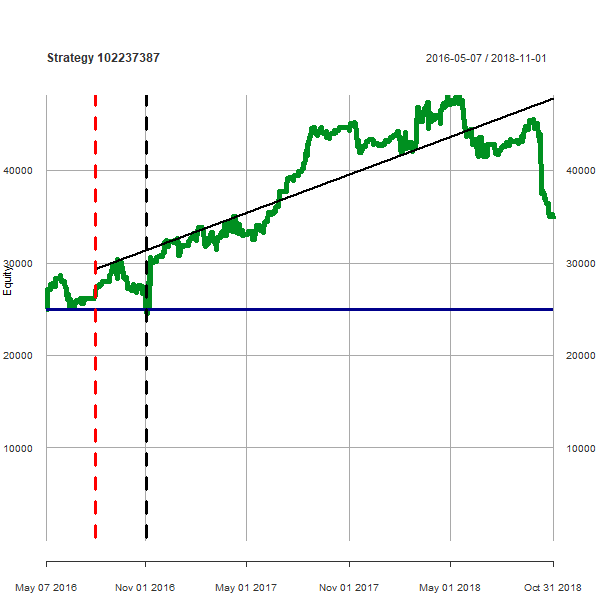 Strategy 102237387 2016-05-07 / 2018-11-01
40000 40000
30000 30000
Equity
20000 20000
10000 10000
May 07 2016 Nov 01 2016 May 01 2017 Nov 01 2017 May 01 2018 Oct 31 2018